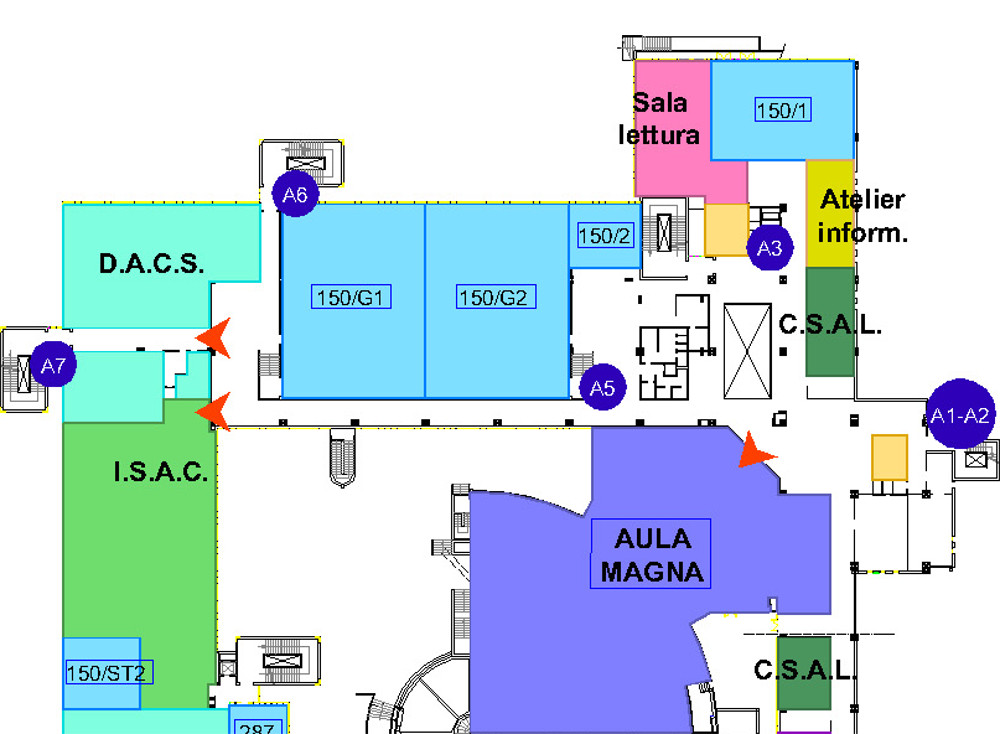 Sala
lettura
150/1
A6
Atelier
inform.
150/2
A3
D.A.C.S.
150/G1
150/G2
C.S.A.L.
A7
A5
A1-A2
I.S.A.C.
AULA
MAGNA
150/ST2
C.S.A.L.
287